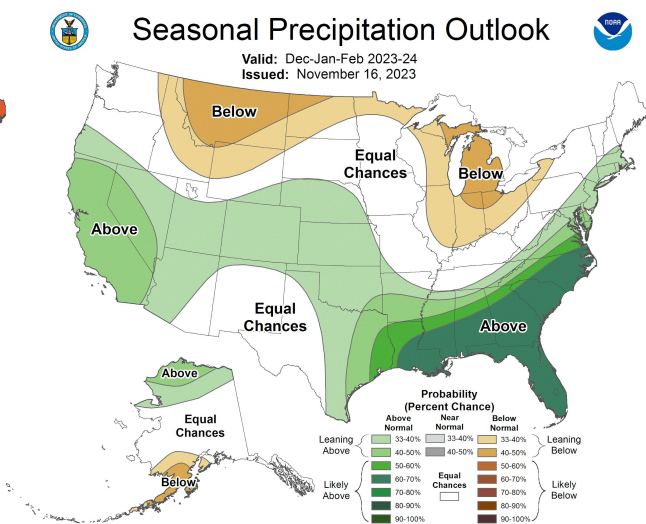 Seasonal Precipitation Outlook
NOAA
Valid: Dec-Jan-Feb 2023-24
Issued: November 16, 2023
Below
Equal
Chances
Below
Above
Equal
Chances
Above
Above
Equal
Chances
Below
Probability
(Percent Chance)
Above
Normal
Near
Normal
Below
Normal
Leaning
Above
33-40%
40-50%
33-40%
40-50%
33-40%
40-50%
Leaning
Below
Likely
Above
50-60%
60-70%
70-80%
80-90%
90-100%
Equal
Chances
50-60%
60-70%
70-80%
80-90%
90-100%
Likely
Below